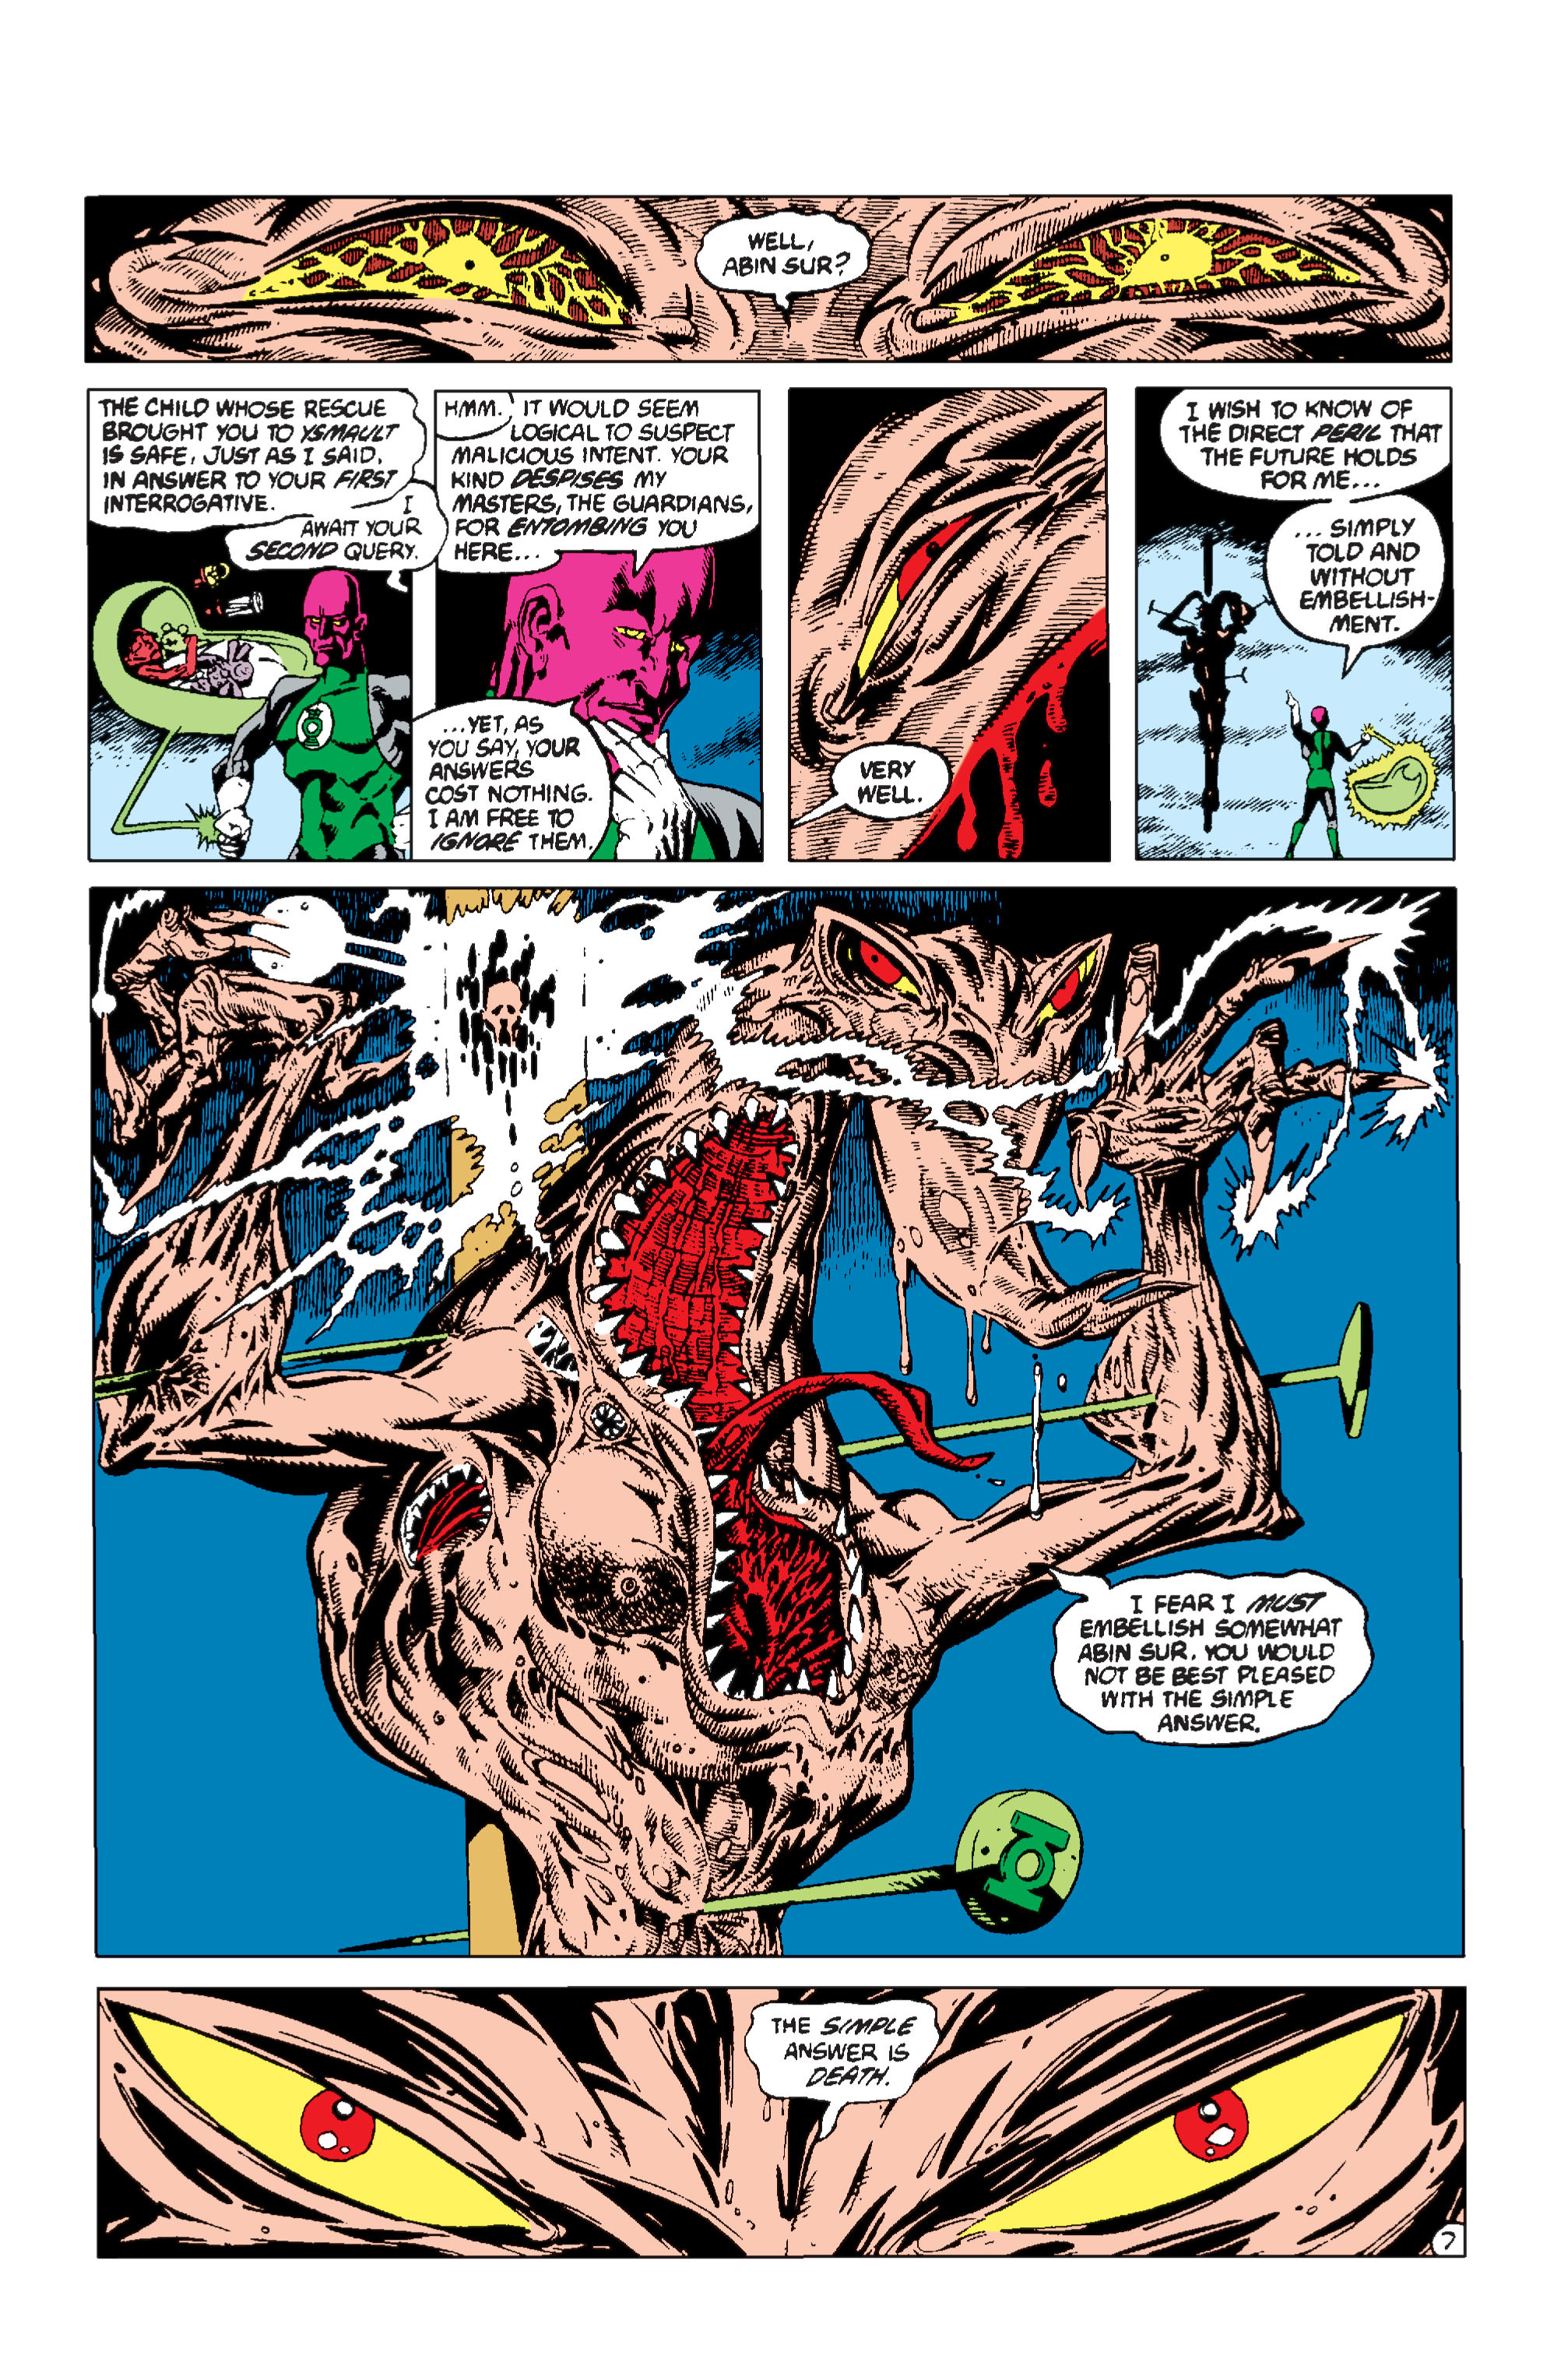 WELL,
ABIN SUR?
THE CHILD WHOSE RESCUE
BROUGHT YOU TO YSMAULT
IS SAFE, JUST AS I SAID,
IN ANSWER TO YOUR FIRST
INTERROGATIVE.
I
AWAIT YOUR
SECOND QUERY.
HMM.
IT WOULD SEEM
LOGICAL TO SUSPECT
MALICIOUS INTENT. YOUR
KIND DESPISES MY
MASTERS, THE GUARDIANS,
FOR ENTOMBING YOU
HERE...
...YET, AS
YOU SAY, YOUR
ANSWERS
COST NOTHING.
I AM FREE TO
IGNORE THEM.
VERY
WELL.
I WISH TO KNOW OF
THE DIRECT PERIL THAT
THE FUTURE HOLDS
FOR ME...
...SIMPLY
TOLD AND
WITHOUT
EMBELLISH-
MENT.
I FEAR I MUST
EMBELLISH SOMEWHAT
ABIN SUR. YOU WOULD
NOT BE BEST PLEASED
WITH THE SIMPLE
ANSWER.
THE SIMPLE
ANSWER IS
DEATH.
7